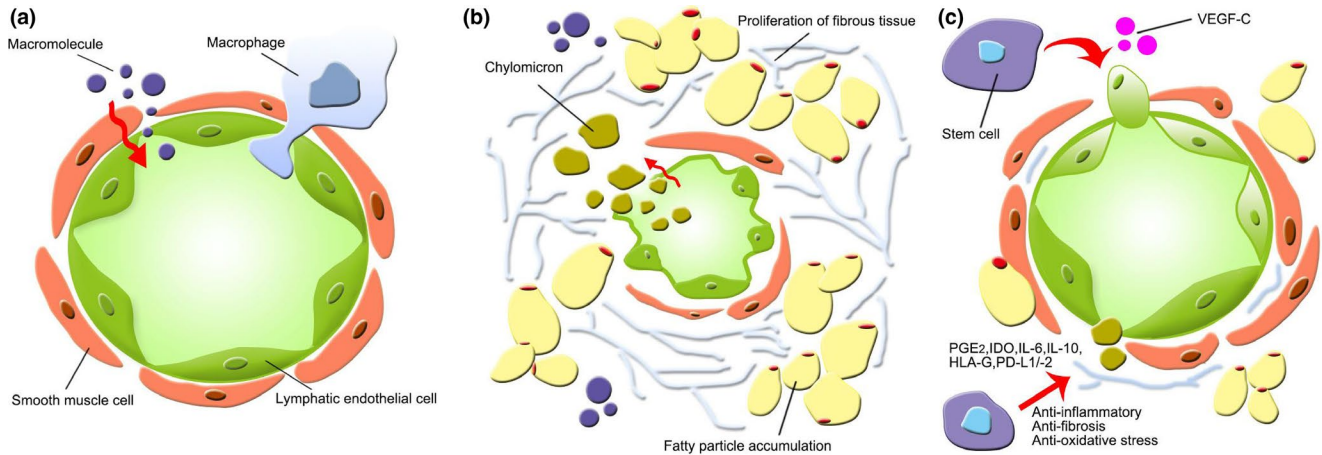 (a)
Macromolecule
Macrophage
Smooth muscle cell
Lymphatic endothelial cell
(b)
Proliferation of fibrous tissue
Chylomicron
Fatty particle accumulation
(c)
VEGF-C
Stem cell
PGE₂,IDO,IL-6,IL-10,
HLA-G,PD-L1/-2
Anti-inflammatory
Anti-fibrosis
Anti-oxidative stress